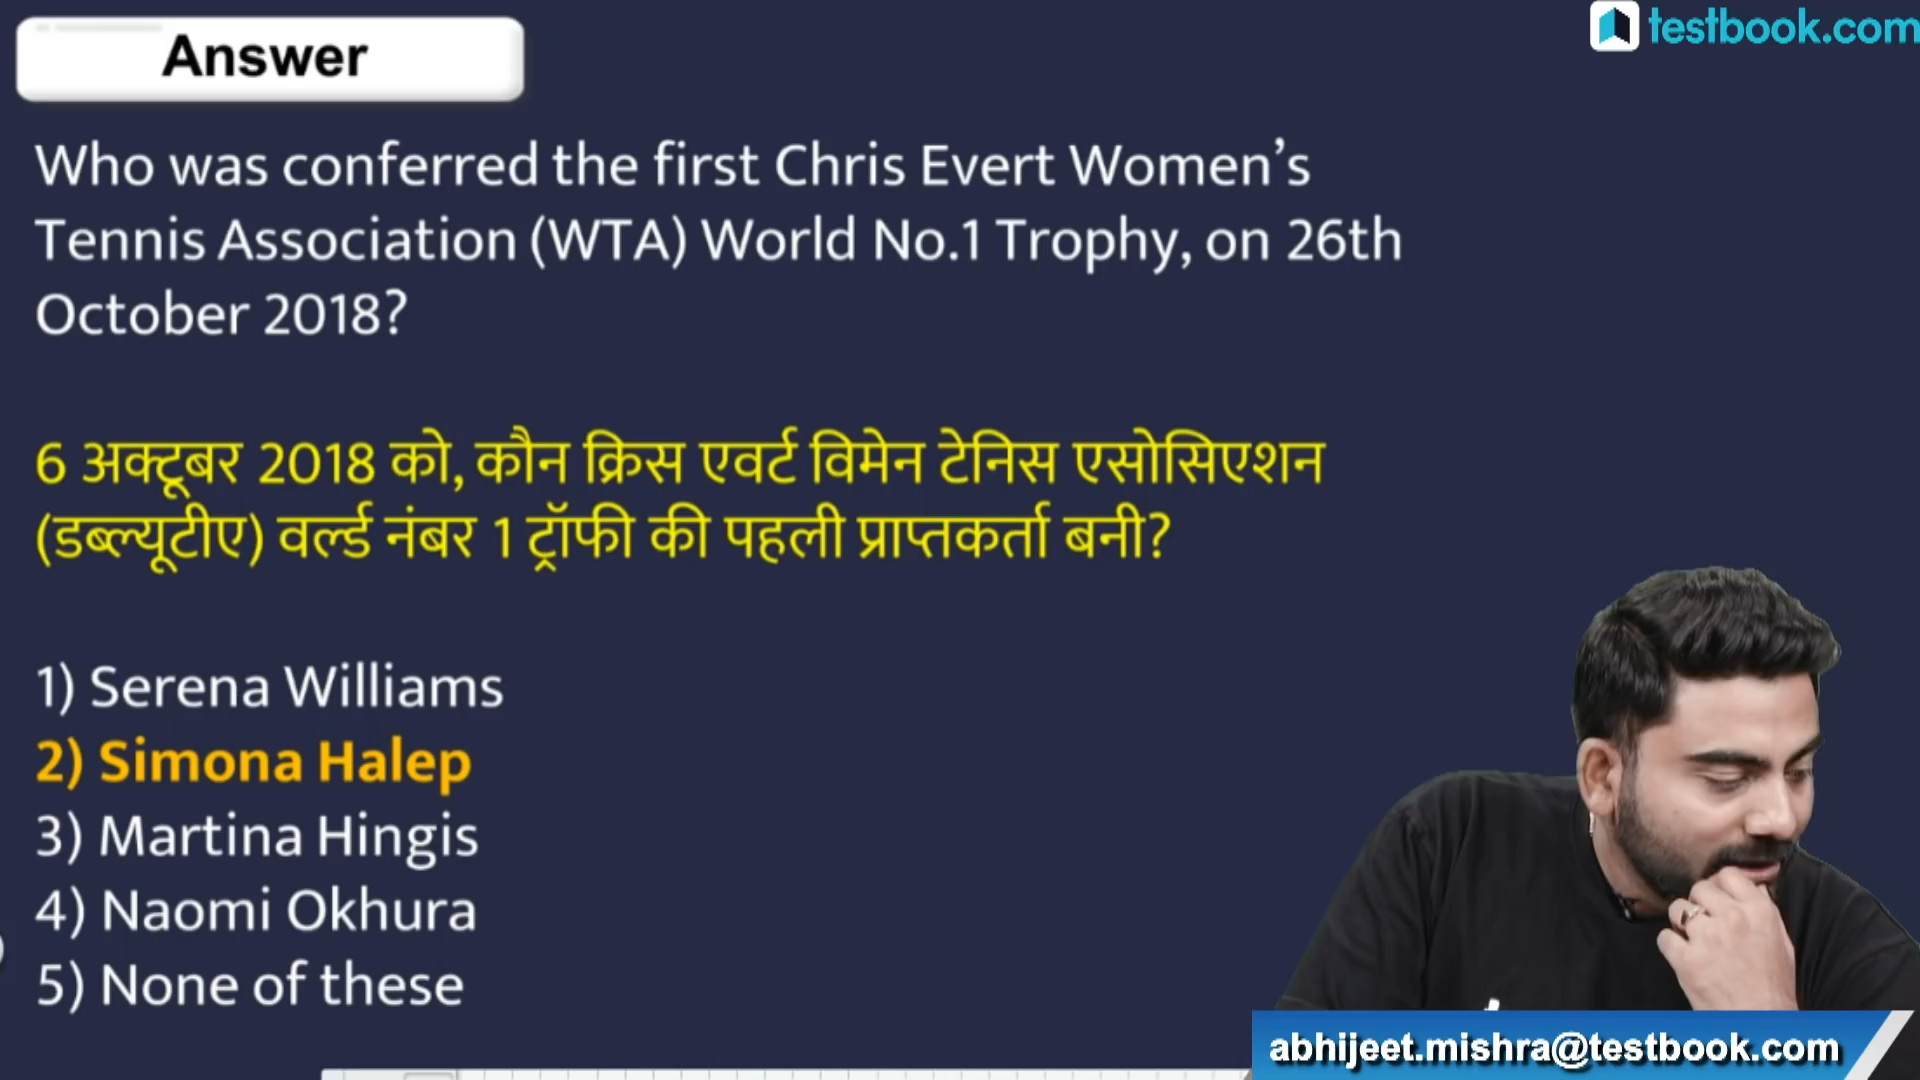 Answer
testbook.com
Who was conferred the first Chris Evert Women’s
Tennis Association (WTA) World No.1 Trophy, on 26th
October 2018?
6 अक्टूबर 2018 को, कौन क्रिस एवर्ट विमेन टेनिस एसोसिएशन
(डब्ल्यूटीए) वर्ल्ड नंबर 1 ट्रॉफी की पहली प्राप्तकर्ता बनी?
1) Serena Williams
2) Simona Halep
3) Martina Hingis
4) Naomi Okhura
5) None of these
abhijeet.mishra@testbook.com